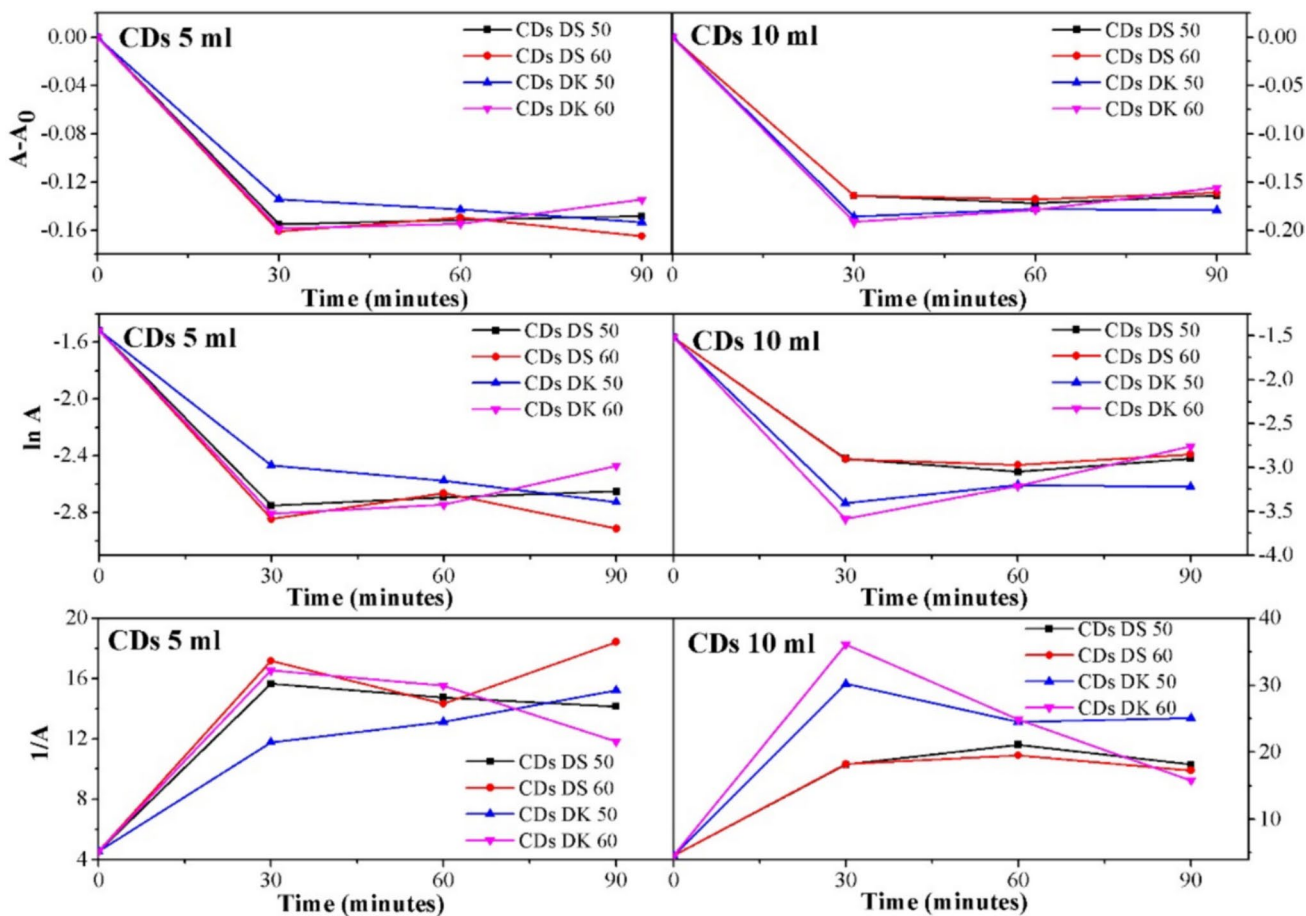 CDs 5 ml
CDs DS 50
CDs DS 60
CDs DK 50
CDs DK 60
0.00
-0.04
-0.08
-0.12
-0.16
A-A0
0
30
60
90
Time (minutes)
CDs 10 ml
CDs DS 50
CDs DS 60
CDs DK 50
CDs DK 60
0.00
-0.05
-0.10
-0.15
-0.20
0
30
60
90
Time (minutes)
CDs 5 ml
CDs DS 50
CDs DS 60
CDs DK 50
CDs DK 60
-1.6
-2.0
-2.4
-2.8
ln A
0
30
60
90
Time (minutes)
CDs 10 ml
CDs DS 50
CDs DS 60
CDs DK 50
CDs DK 60
-1.5
-2.0
-2.5
-3.0
-3.5
-4.0
0
30
60
90
Time (minutes)
CDs 5 ml
CDs DS 50
CDs DS 60
CDs DK 50
CDs DK 60
20
16
12
8
4
1/A
0
30
60
90
Time (minutes)
CDs 10 ml
CDs DS 50
CDs DS 60
CDs DK 50
CDs DK 60
40
30
20
10
0
30
60
90
Time (minutes)